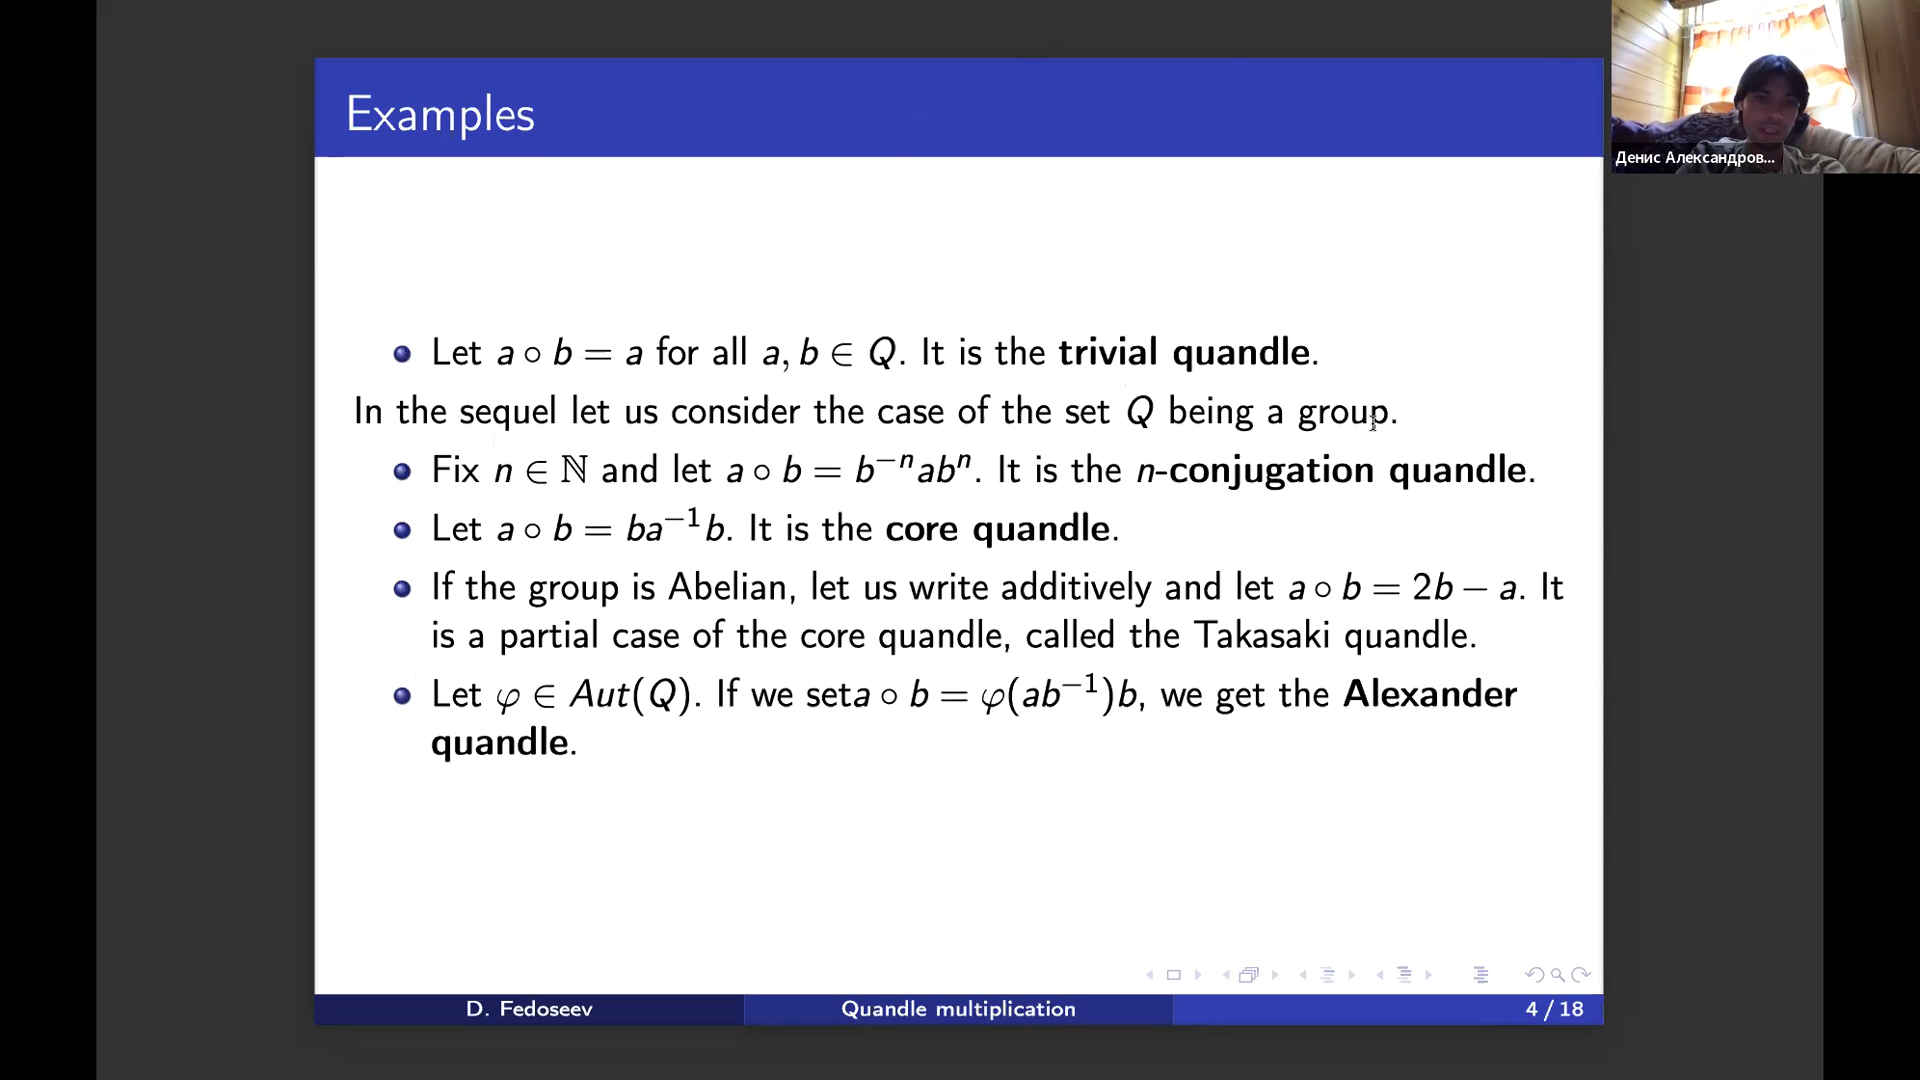 Examples
Денис Александров...
Let a ∘ b = a for all a, b ∈ Q. It is the trivial quandle.
In the sequel let us consider the case of the set Q being a group.
Fix n ∈ ℕ and let a ∘ b = b⁻ⁿabⁿ. It is the n-conjugation quandle.
Let a ∘ b = ba⁻¹b. It is the core quandle.
If the group is Abelian, let us write additively and let a ∘ b = 2b − a. It
is a partial case of the core quandle, called the Takasaki quandle.
Let φ ∈ Aut(Q). If we seta ∘ b = φ(ab⁻¹)b, we get the Alexander
quandle.
D. Fedoseev
Quandle multiplication
4 / 18